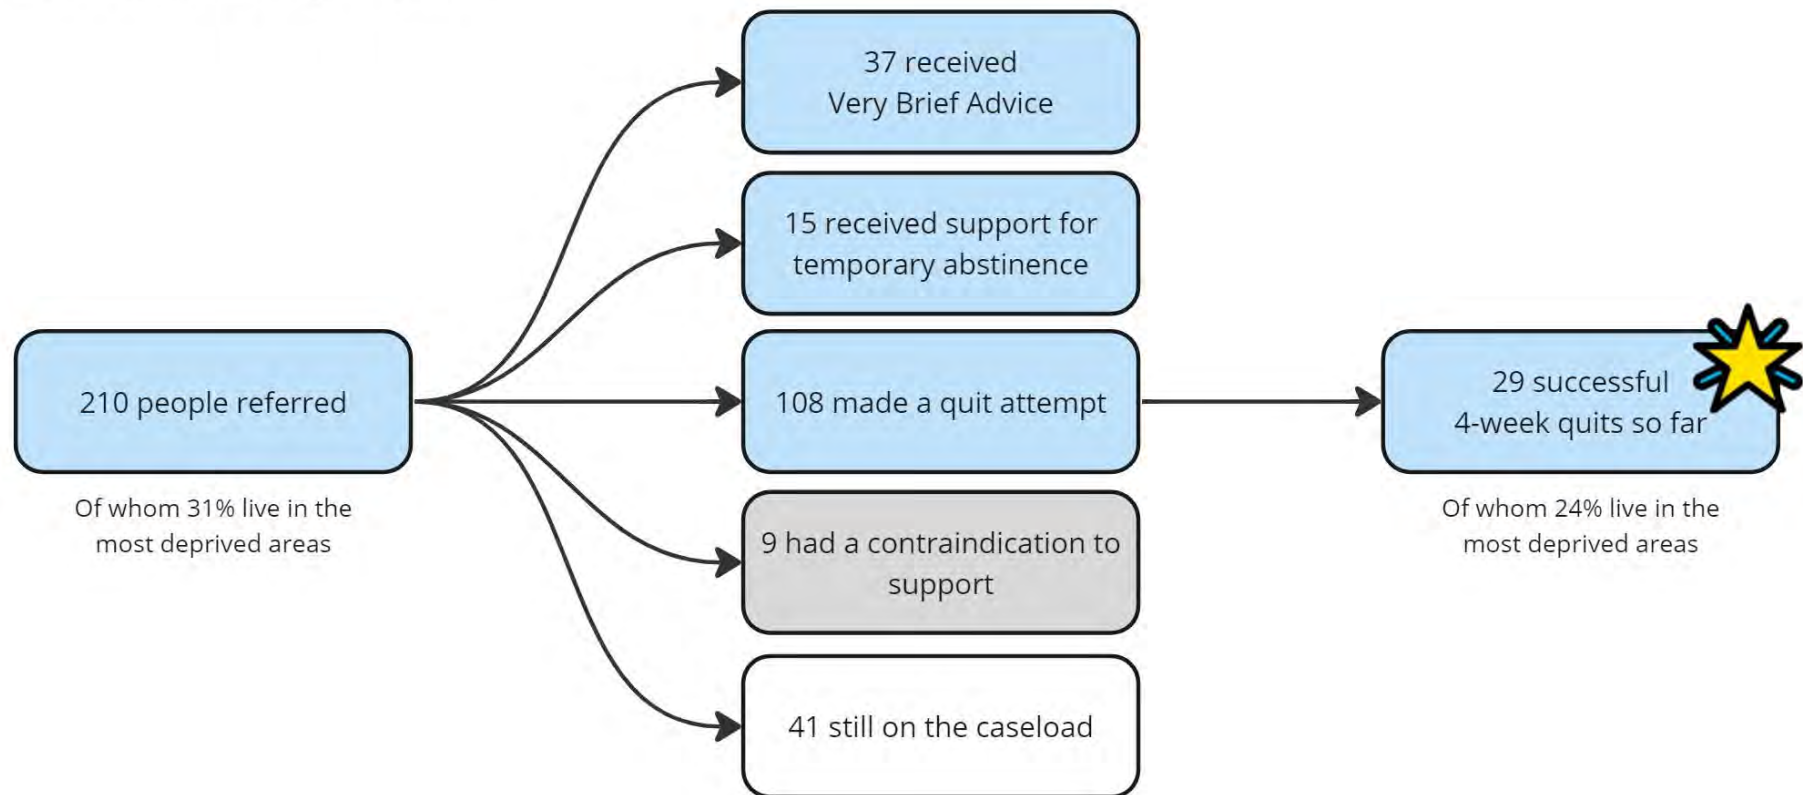 37 received
Very Brief Advice
15 received support for
temporary abstinence
210 people referred
Of whom 31% live in the
most deprived areas
108 made a quit attempt
29 successful
4-week quits so far
Of whom 24% live in the
most deprived areas
9 had a contraindication to
support
41 still on the caseload